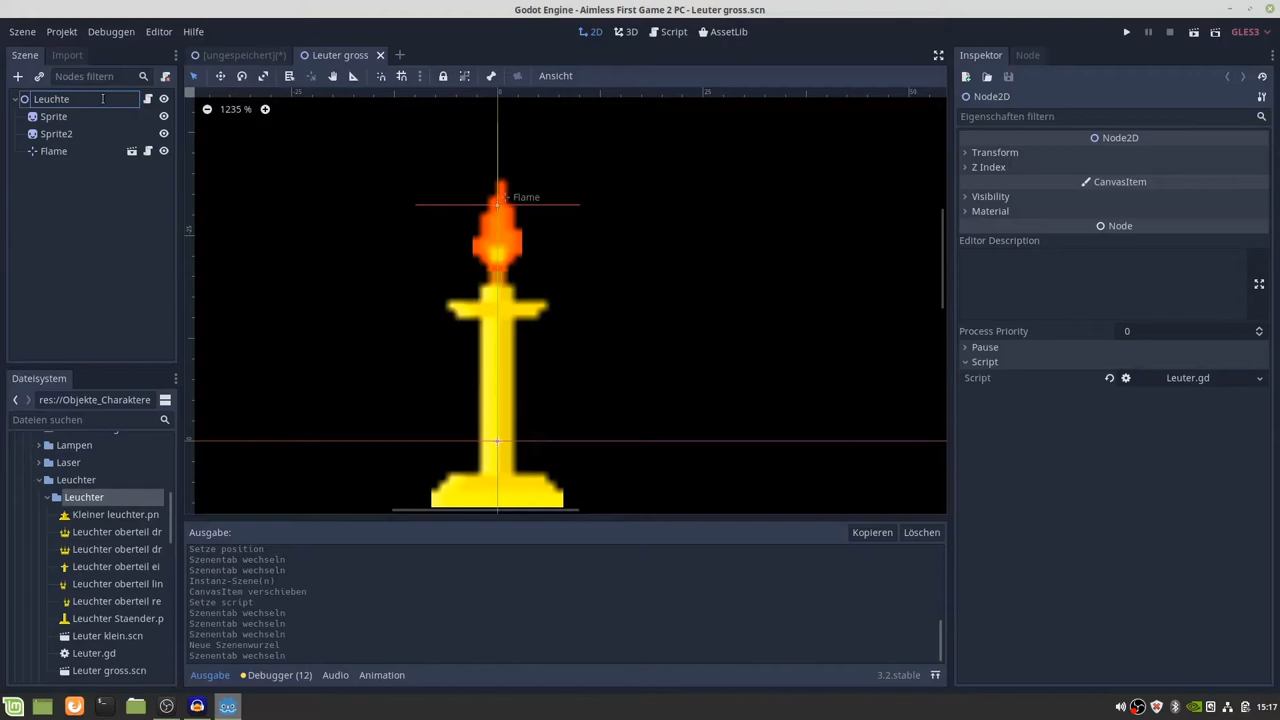 Godot Engine - Aimless First Game 2 PC - Leuter gross.scn
Szene Projekt Debuggen Editor Hilfe
2D 3D Script AssetLib
GLES3
Szene Import
[ungespeichert](*) Leuter gross
Inspektor Node
Nodes filtern
Ansicht
Leuchte
Sprite
Sprite2
Flame
-25 0 25 50
1235 %
Flame
-25
0
Node2D
Eigenschaften filtern
Node2D
Transform
Z Index
CanvasItem
Visibility
Material
Node
Editor Description
Process Priority 0
Pause
Script
Script Leuter.gd
Dateisystem
res://Objekte_Charaktere
Dateien suchen
Lampen
Laser
Leuchter
Leuchter
Kleiner leuchter.pn
Leuchter oberteil dr
Leuchter oberteil dr
Leuchter oberteil ei
Leuchter oberteil lin
Leuchter oberteil re
Leuchter Staender.p
Leuter klein.scn
Leuter.gd
Leuter gross.scn
Ausgabe: Kopieren Löschen
Setze position
Szenentab wechseln
Szenentab wechseln
Instanz-Szene(n)
CanvasItem verschieben
Setze script
Szenentab wechseln
Szenentab wechseln
Szenentab wechseln
Neue Szenenwurzel
Szenentab wechseln
Ausgabe Debugger (12) Audio Animation 3.2.stable
15:17